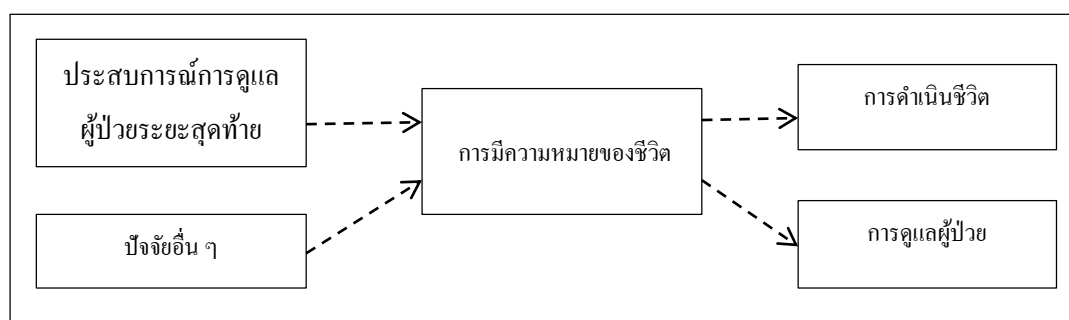 ประสบการณ์การดูแล
ผู้ป่วยระยะสุดท้าย
ปัจจัยอื่น ๆ
การมีความหมายของชีวิต
การดำเนินชีวิต
การดูแลผู้ป่วย